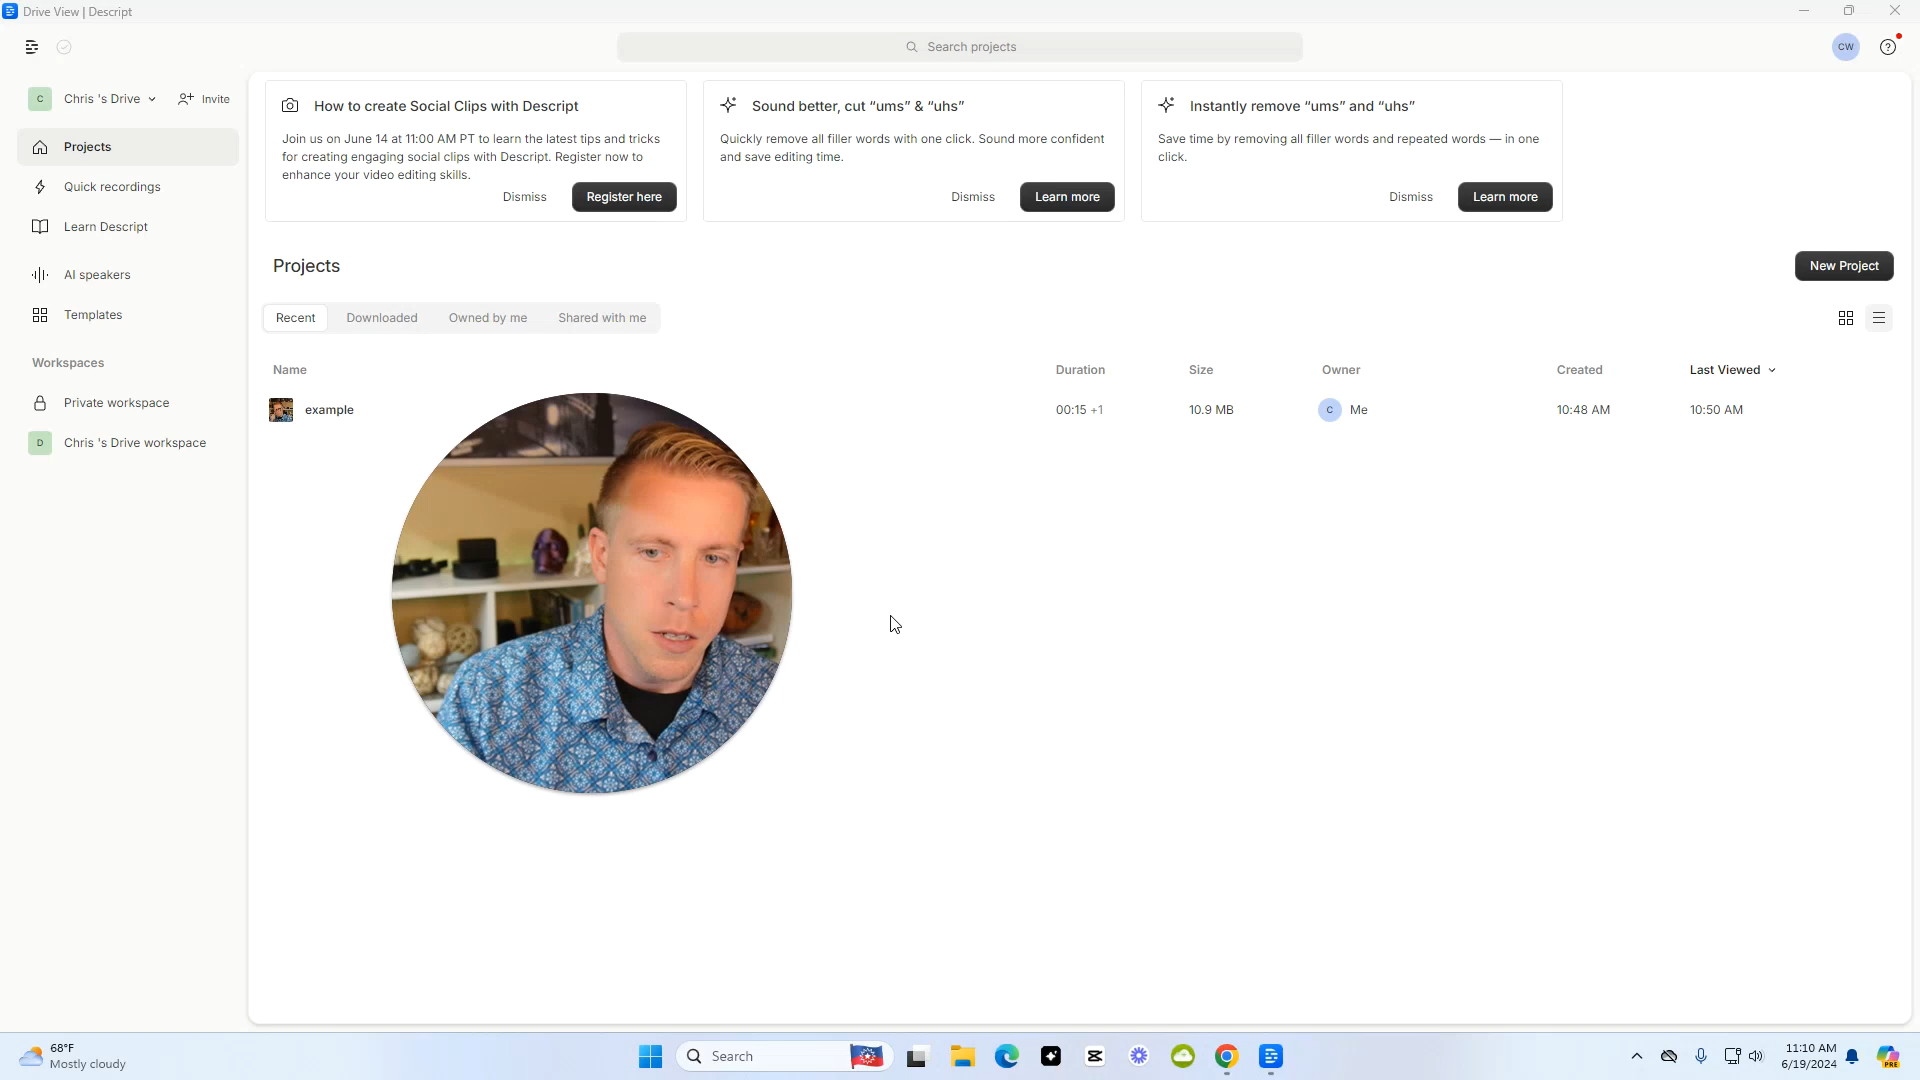 Drive View | Descript
Search projects
CW
C Chris 's Drive
Invite
How to create Social Clips with Descript
Join us on June 14 at 11:00 AM PT to learn the latest tips and tricks
for creating engaging social clips with Descript. Register now to
enhance your video editing skills.
Dismiss
Register here
Sound better, cut “ums” & “uhs”
Quickly remove all filler words with one click. Sound more confident
and save editing time.
Dismiss
Learn more
Instantly remove “ums” and “uhs”
Save time by removing all filler words and repeated words — in one
click.
Dismiss
Learn more
Projects
Quick recordings
Learn Descript
AI speakers
Templates
Workspaces
Private workspace
D Chris 's Drive workspace
Projects
New Project
Recent
Downloaded
Owned by me
Shared with me
Name
Duration
Size
Owner
Created
Last Viewed
example
00:15 +1
10.9 MB
C Me
10:48 AM
10:50 AM
68°F
Mostly cloudy
Search
11:10 AM
6/19/2024
PRE